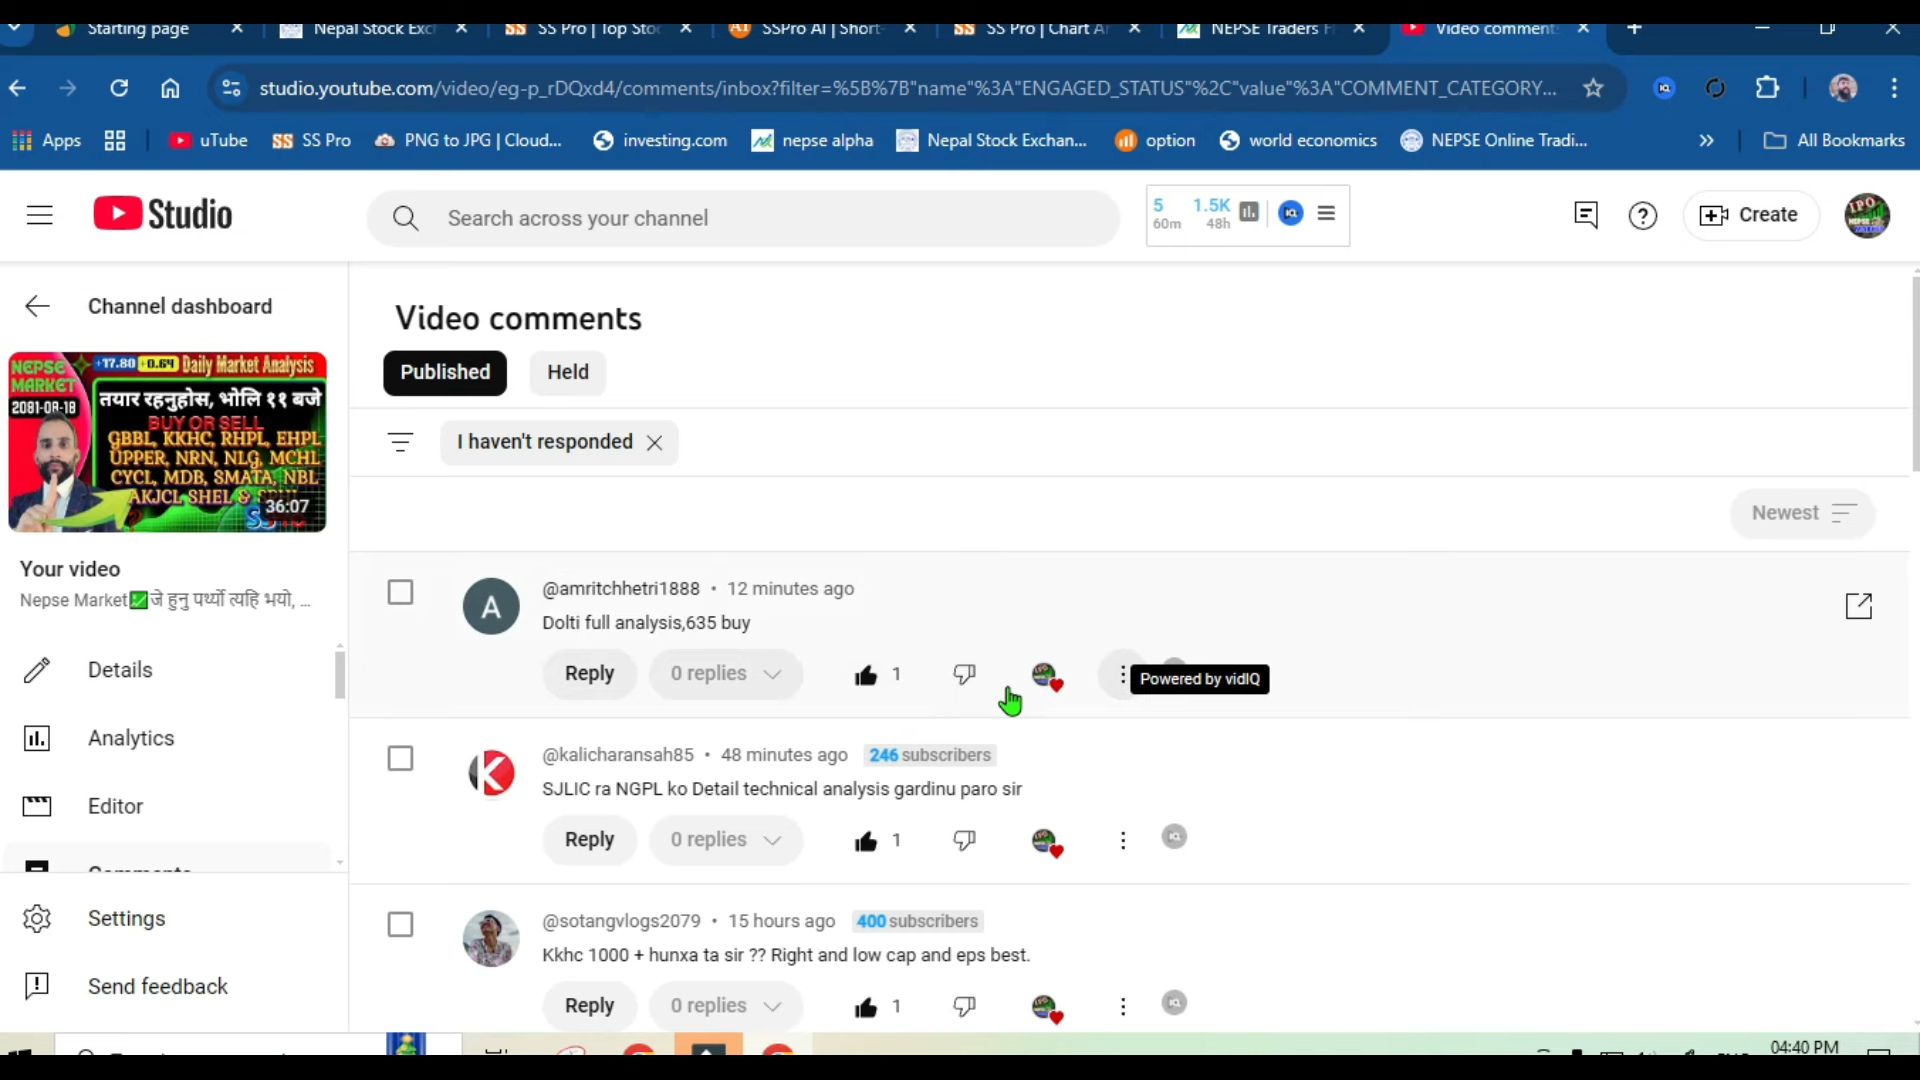 Starting page
Nepal Stock Exc
SS Pro | Top Sto
SSPro AI | Short-
SS Pro | Chart A
NEPSE Traders
Video comment
studio.youtube.com/video/eg-p_rDQxd4/comments/inbox?filter=%5B%7B"name"%3A"ENGAGED_STATUS"%2C"value"%3A"COMMENT_CATEGORY...
Apps
uTube
SS Pro
PNG to JPG | Cloud...
investing.com
nepse alpha
Nepal Stock Exchan...
option
world economics
NEPSE Online Tradi...
All Bookmarks
Studio
Search across your channel
5
60m
1.5K
48h
Create
Channel dashboard
NEPSE
MARKET
2081-08-18
+17.80 +0.64 Daily Market Analysis
तयार रहनुहोस, भोलि ११ बजे
BUY OR SELL
GBBL, KKHC, RHPL, EHPL
UPPER, NRN, NLG, MCHL
CYCL, MDB, SMATA, NBL
AKJCL SHEL &
36:07
Your video
Nepse Market✅जे हुनु पर्थ्यो त्यहि भयो, ...
Details
Analytics
Editor
Comments
Settings
Send feedback
Video comments
Published
Held
I haven't responded
Newest
@amritchhetri1888 • 12 minutes ago
Dolti full analysis,635 buy
Reply
0 replies
1
Powered by vidIQ
@kalicharansah85 • 48 minutes ago 246 subscribers
SJLIC ra NGPL ko Detail technical analysis gardinu paro sir
Reply
0 replies
1
@sotangvlogs2079 • 15 hours ago 400 subscribers
Kkhc 1000 + hunxa ta sir ?? Right and low cap and eps best.
Reply
0 replies
1
04:40 PM